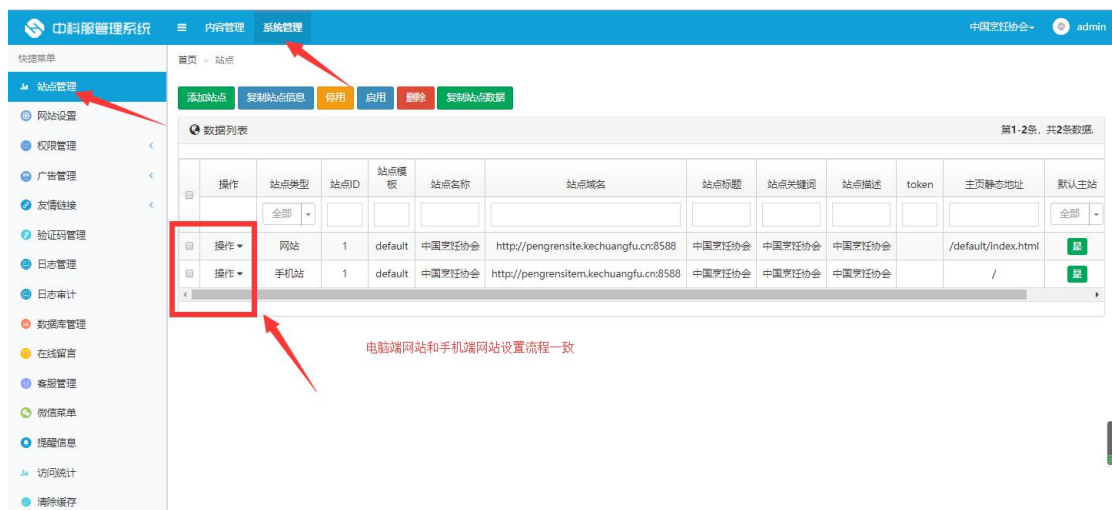 中科服管理系统
内容管理
系统管理
中国烹饪协会
admin
快捷菜单
首页 > 站点
站点管理
网站设置
权限管理
广告管理
友情链接
验证码管理
日志管理
日志审计
数据库管理
在线留言
客服管理
微信菜单
提醒信息
访问统计
清除缓存
添加站点 复制站点信息 停用 启用 删除 复制站点数据
数据列表
第1-2条, 共2条数据.
操作 站点类型 站点ID 站点模板 站点名称 站点域名 站点标题 站点关键词 站点描述 token 主页静态地址 默认主站
全部 全部
操作 网站 1 default 中国烹饪协会 http://pengrensite.kechuangfu.cn:8588 中国烹饪协会 中国烹饪协会 中国烹饪协会 /default/index.html 是
操作 手机站 1 default 中国烹饪协会 http://pengrensitem.kechuangfu.cn:8588 中国烹饪协会 中国烹饪协会 中国烹饪协会 / 是
电脑端网站和手机端网站设置流程一致